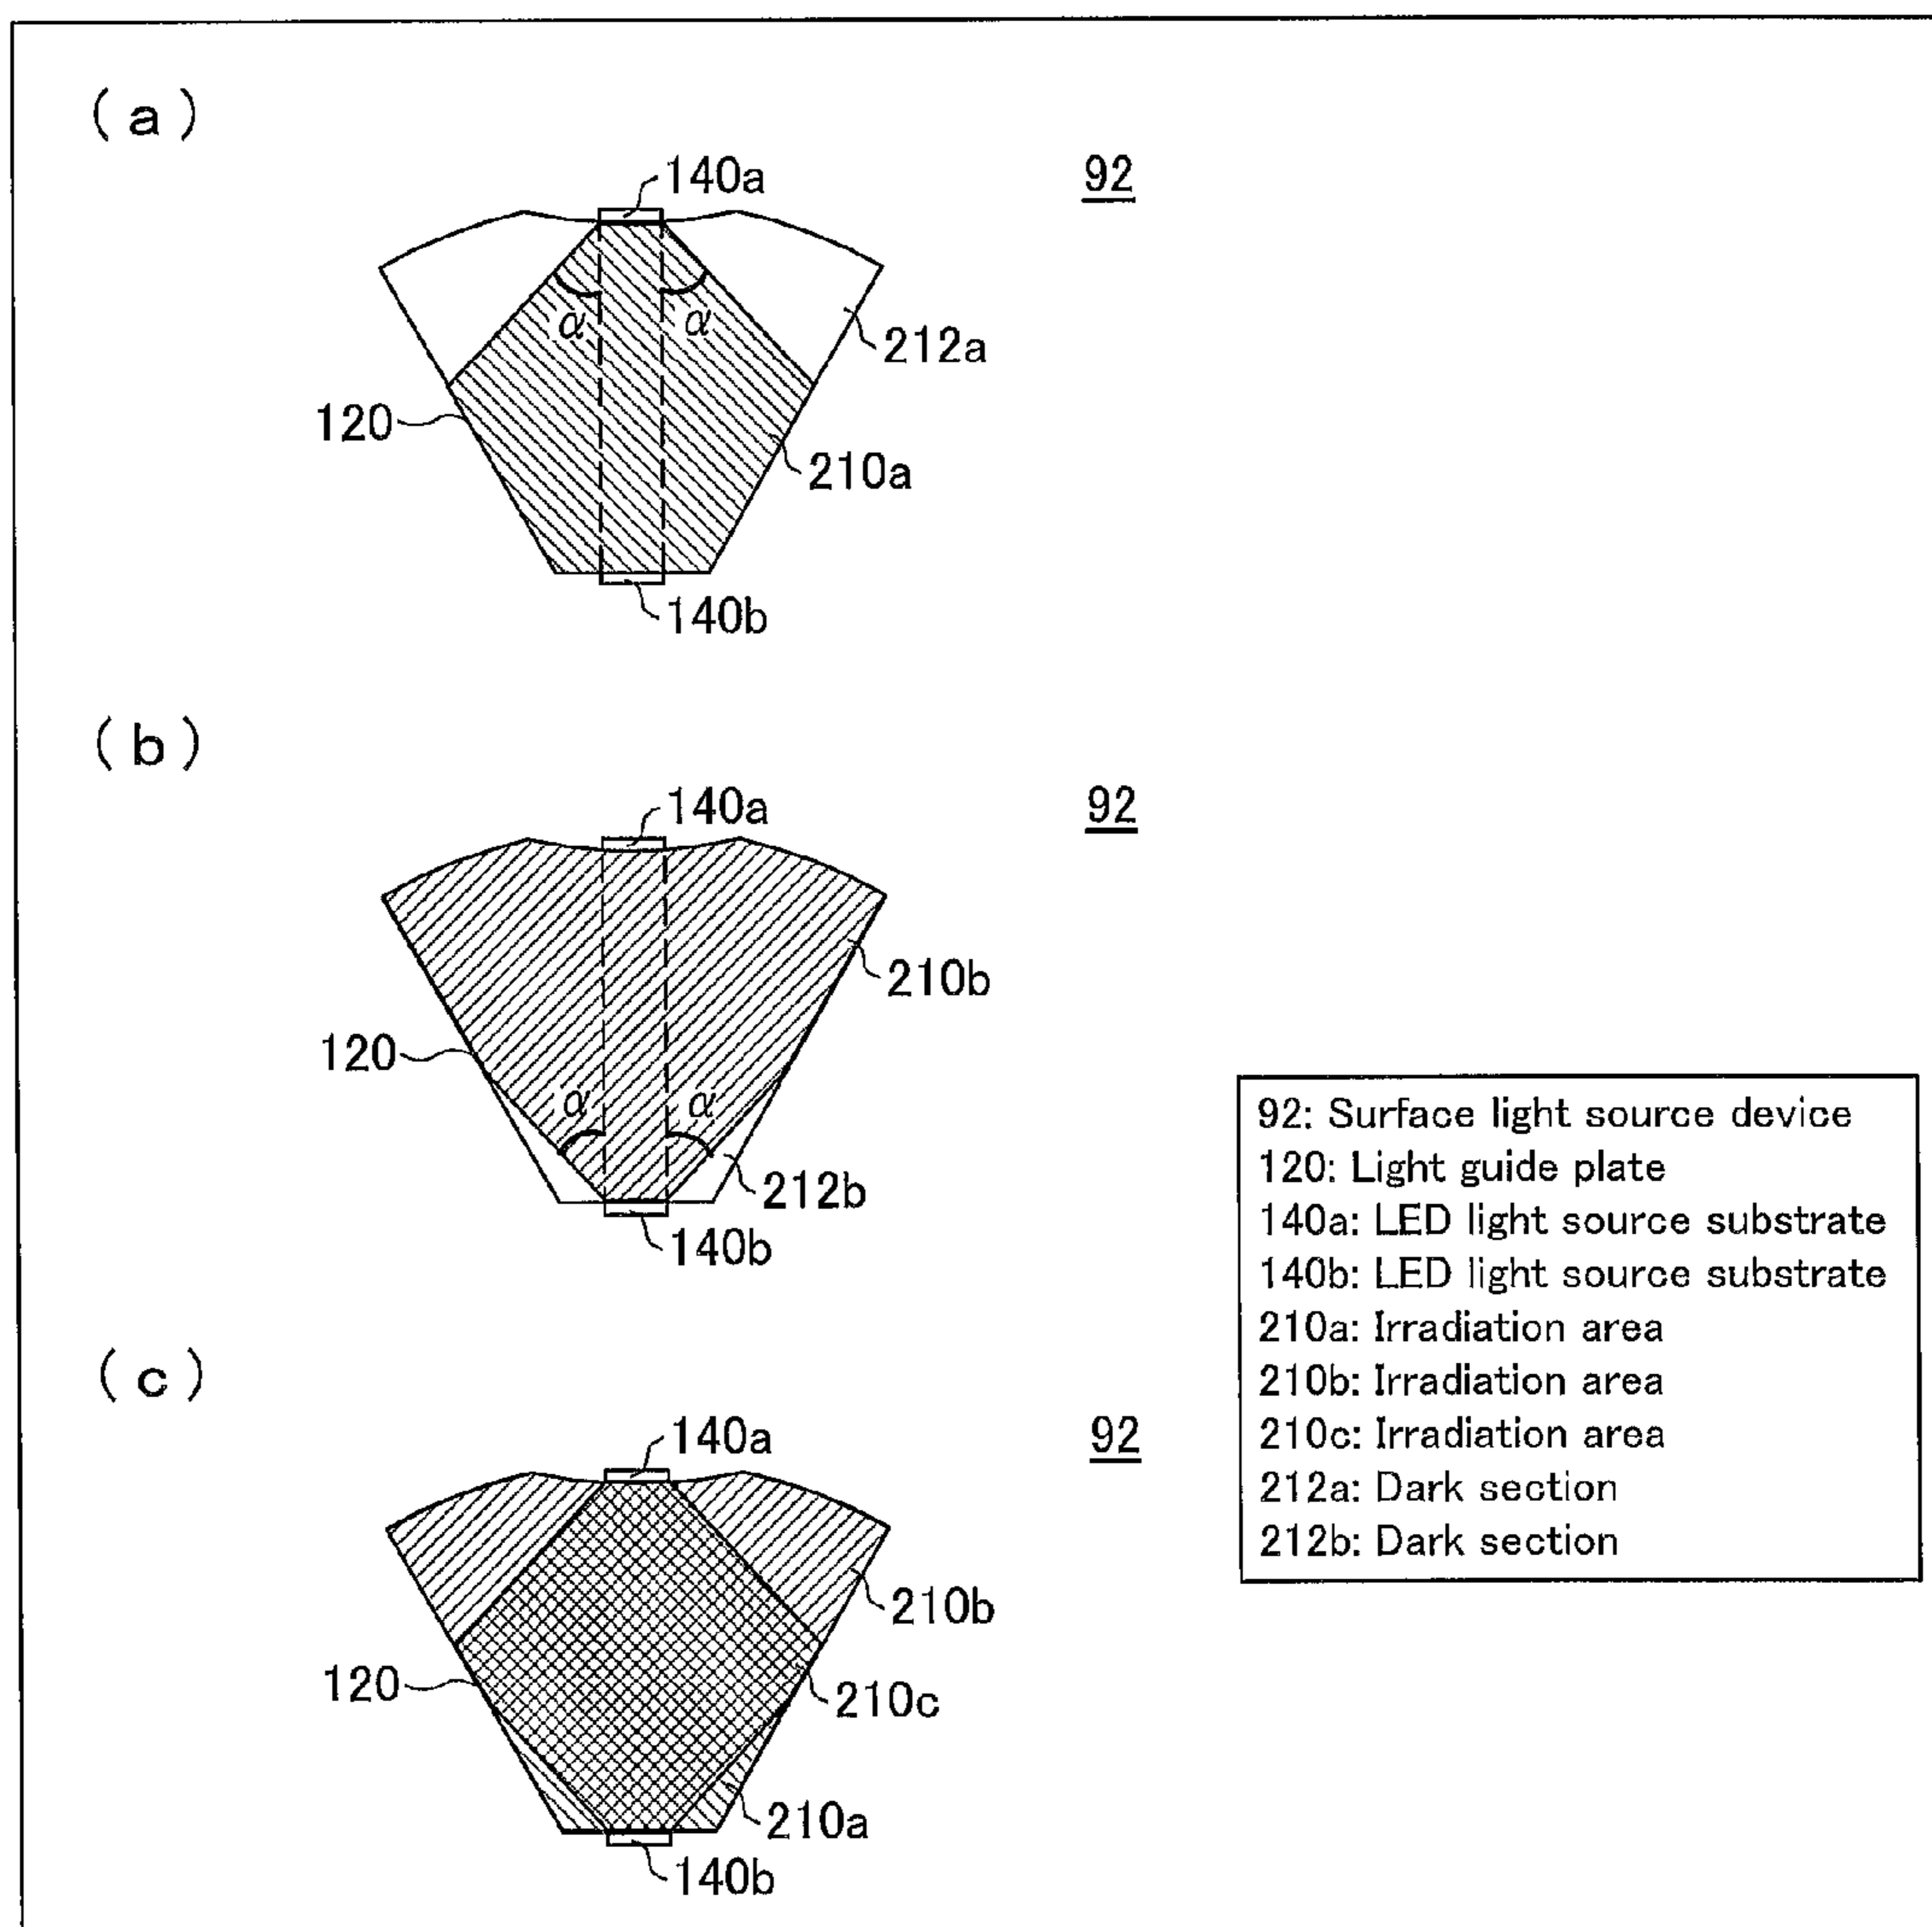 (a)
92
140a
α
α
212a
120
210a
140b
(b)
92
140a
210b
120
α
α
212b
140b
(c)
92
140a
210b
120
210c
210a
140b
92: Surface light source device
120: Light guide plate
140a: LED light source substrate
140b: LED light source substrate
210a: Irradiation area
210b: Irradiation area
210c: Irradiation area
212a: Dark section
212b: Dark section